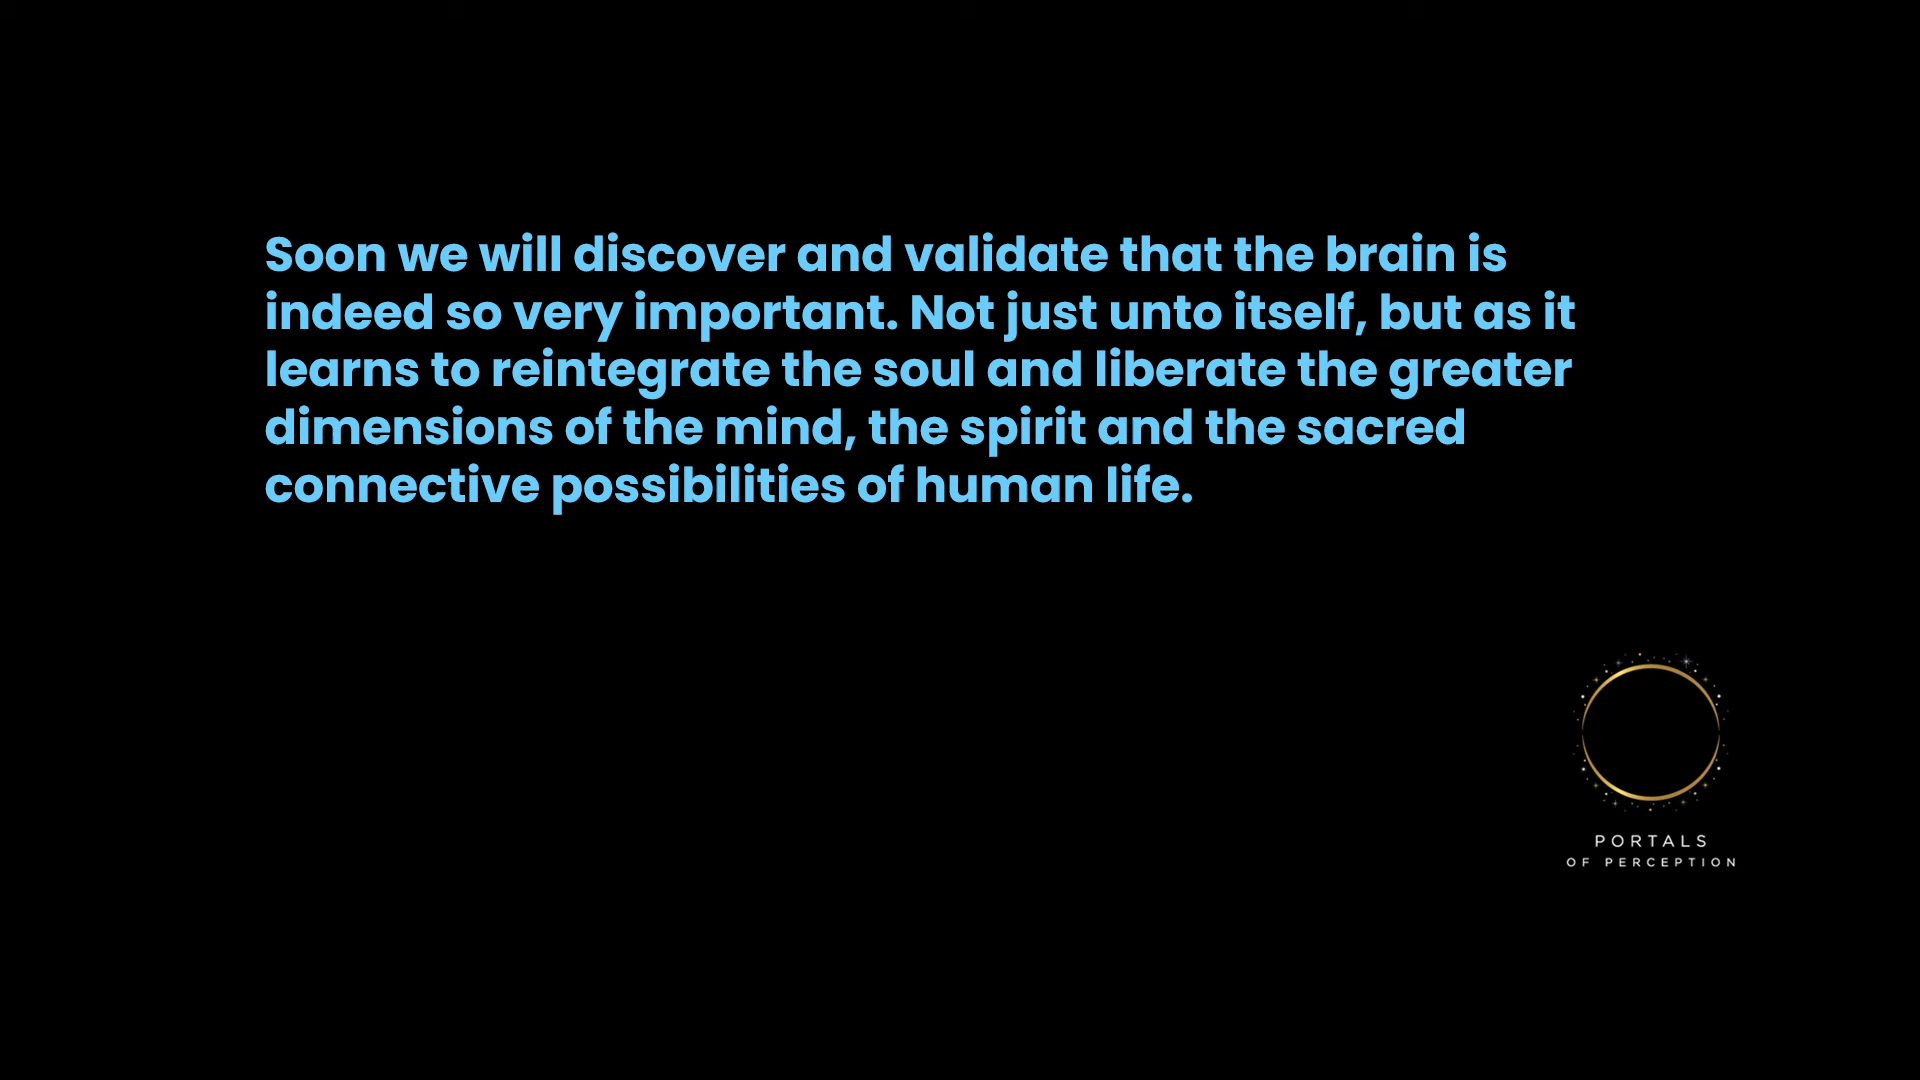 Soon we will discover and validate that the brain is
indeed so very important. Not just unto itself, but as it
learns to reintegrate the soul and liberate the greater
dimensions of the mind, the spirit and the sacred
connective possibilities of human life.
PORTALS
OF PERCEPTION